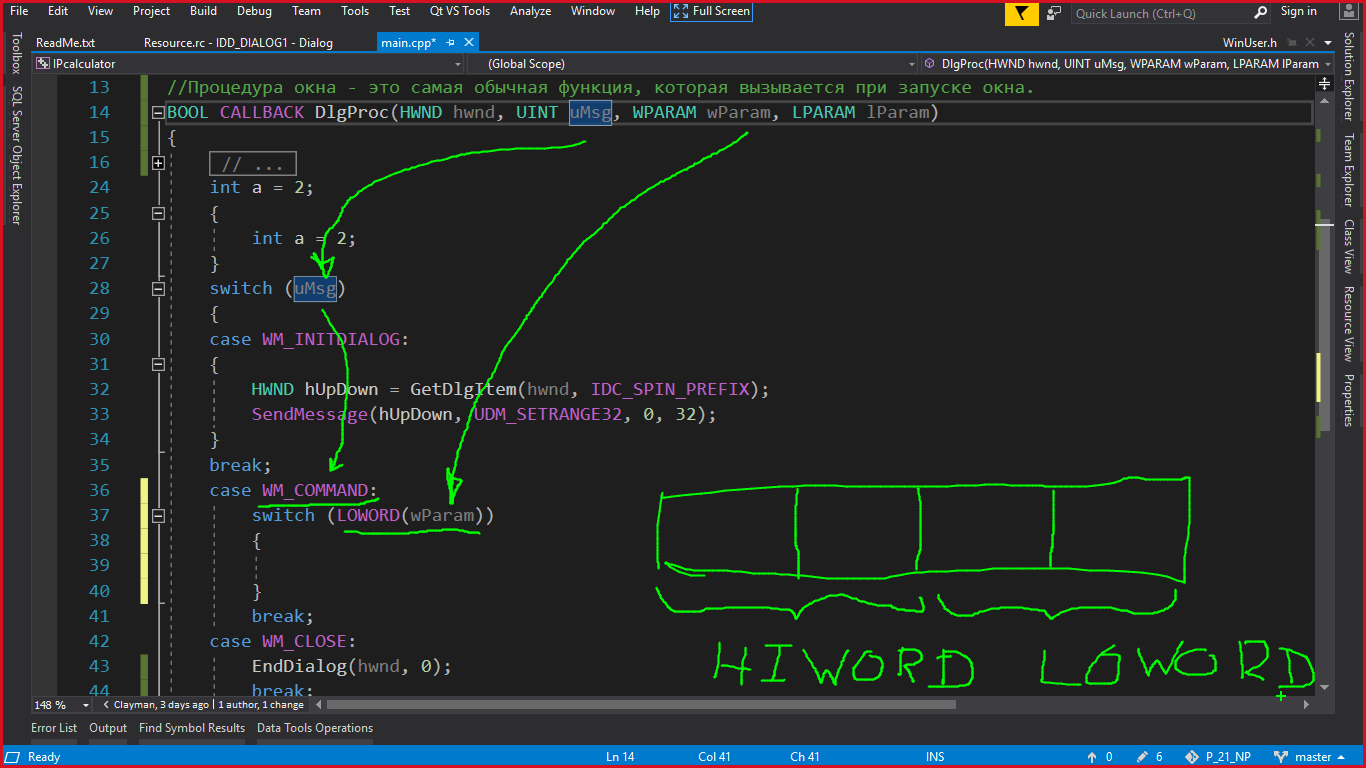 File Edit View Project Build Debug Team Tools Test Qt VS Tools Analyze Window Help Full Screen Quick Launch (Ctrl+Q) Sign in
ReadMe.txt Resource.rc - IDD_DIALOG1 - Dialog main.cpp* WinUser.h
IPcalculator (Global Scope) DlgProc(HWND hwnd, UINT uMsg, WPARAM wParam, LPARAM lParam)
Toolbox
SQL Server Object Explorer
13 //Процедура окна - это самая обычная функция, которая вызывается при запуске окна.
14 BOOL CALLBACK DlgProc(HWND hwnd, UINT uMsg, WPARAM wParam, LPARAM lParam)
15 {
16 // ...
24 int a = 2;
25 {
26 int a = 2;
27 }
28 switch (uMsg)
29 {
30 case WM_INITDIALOG:
31 {
32 HWND hUpDown = GetDlgItem(hwnd, IDC_SPIN_PREFIX);
33 SendMessage(hUpDown, UDM_SETRANGE32, 0, 32);
34 }
35 break;
36 case WM_COMMAND:
37 switch (LOWORD(wParam))
38 {
39
40 }
41 break;
42 case WM_CLOSE:
43 EndDialog(hwnd, 0);
44 break;
HIWORD LOWORD
Solution Explorer
Team Explorer
Class View
Resource View
Properties
148 % Clayman, 3 days ago | 1 author, 1 change
Error List Output Find Symbol Results Data Tools Operations
Ready Ln 14 Col 41 Ch 41 INS 0 6 P_21_NP master